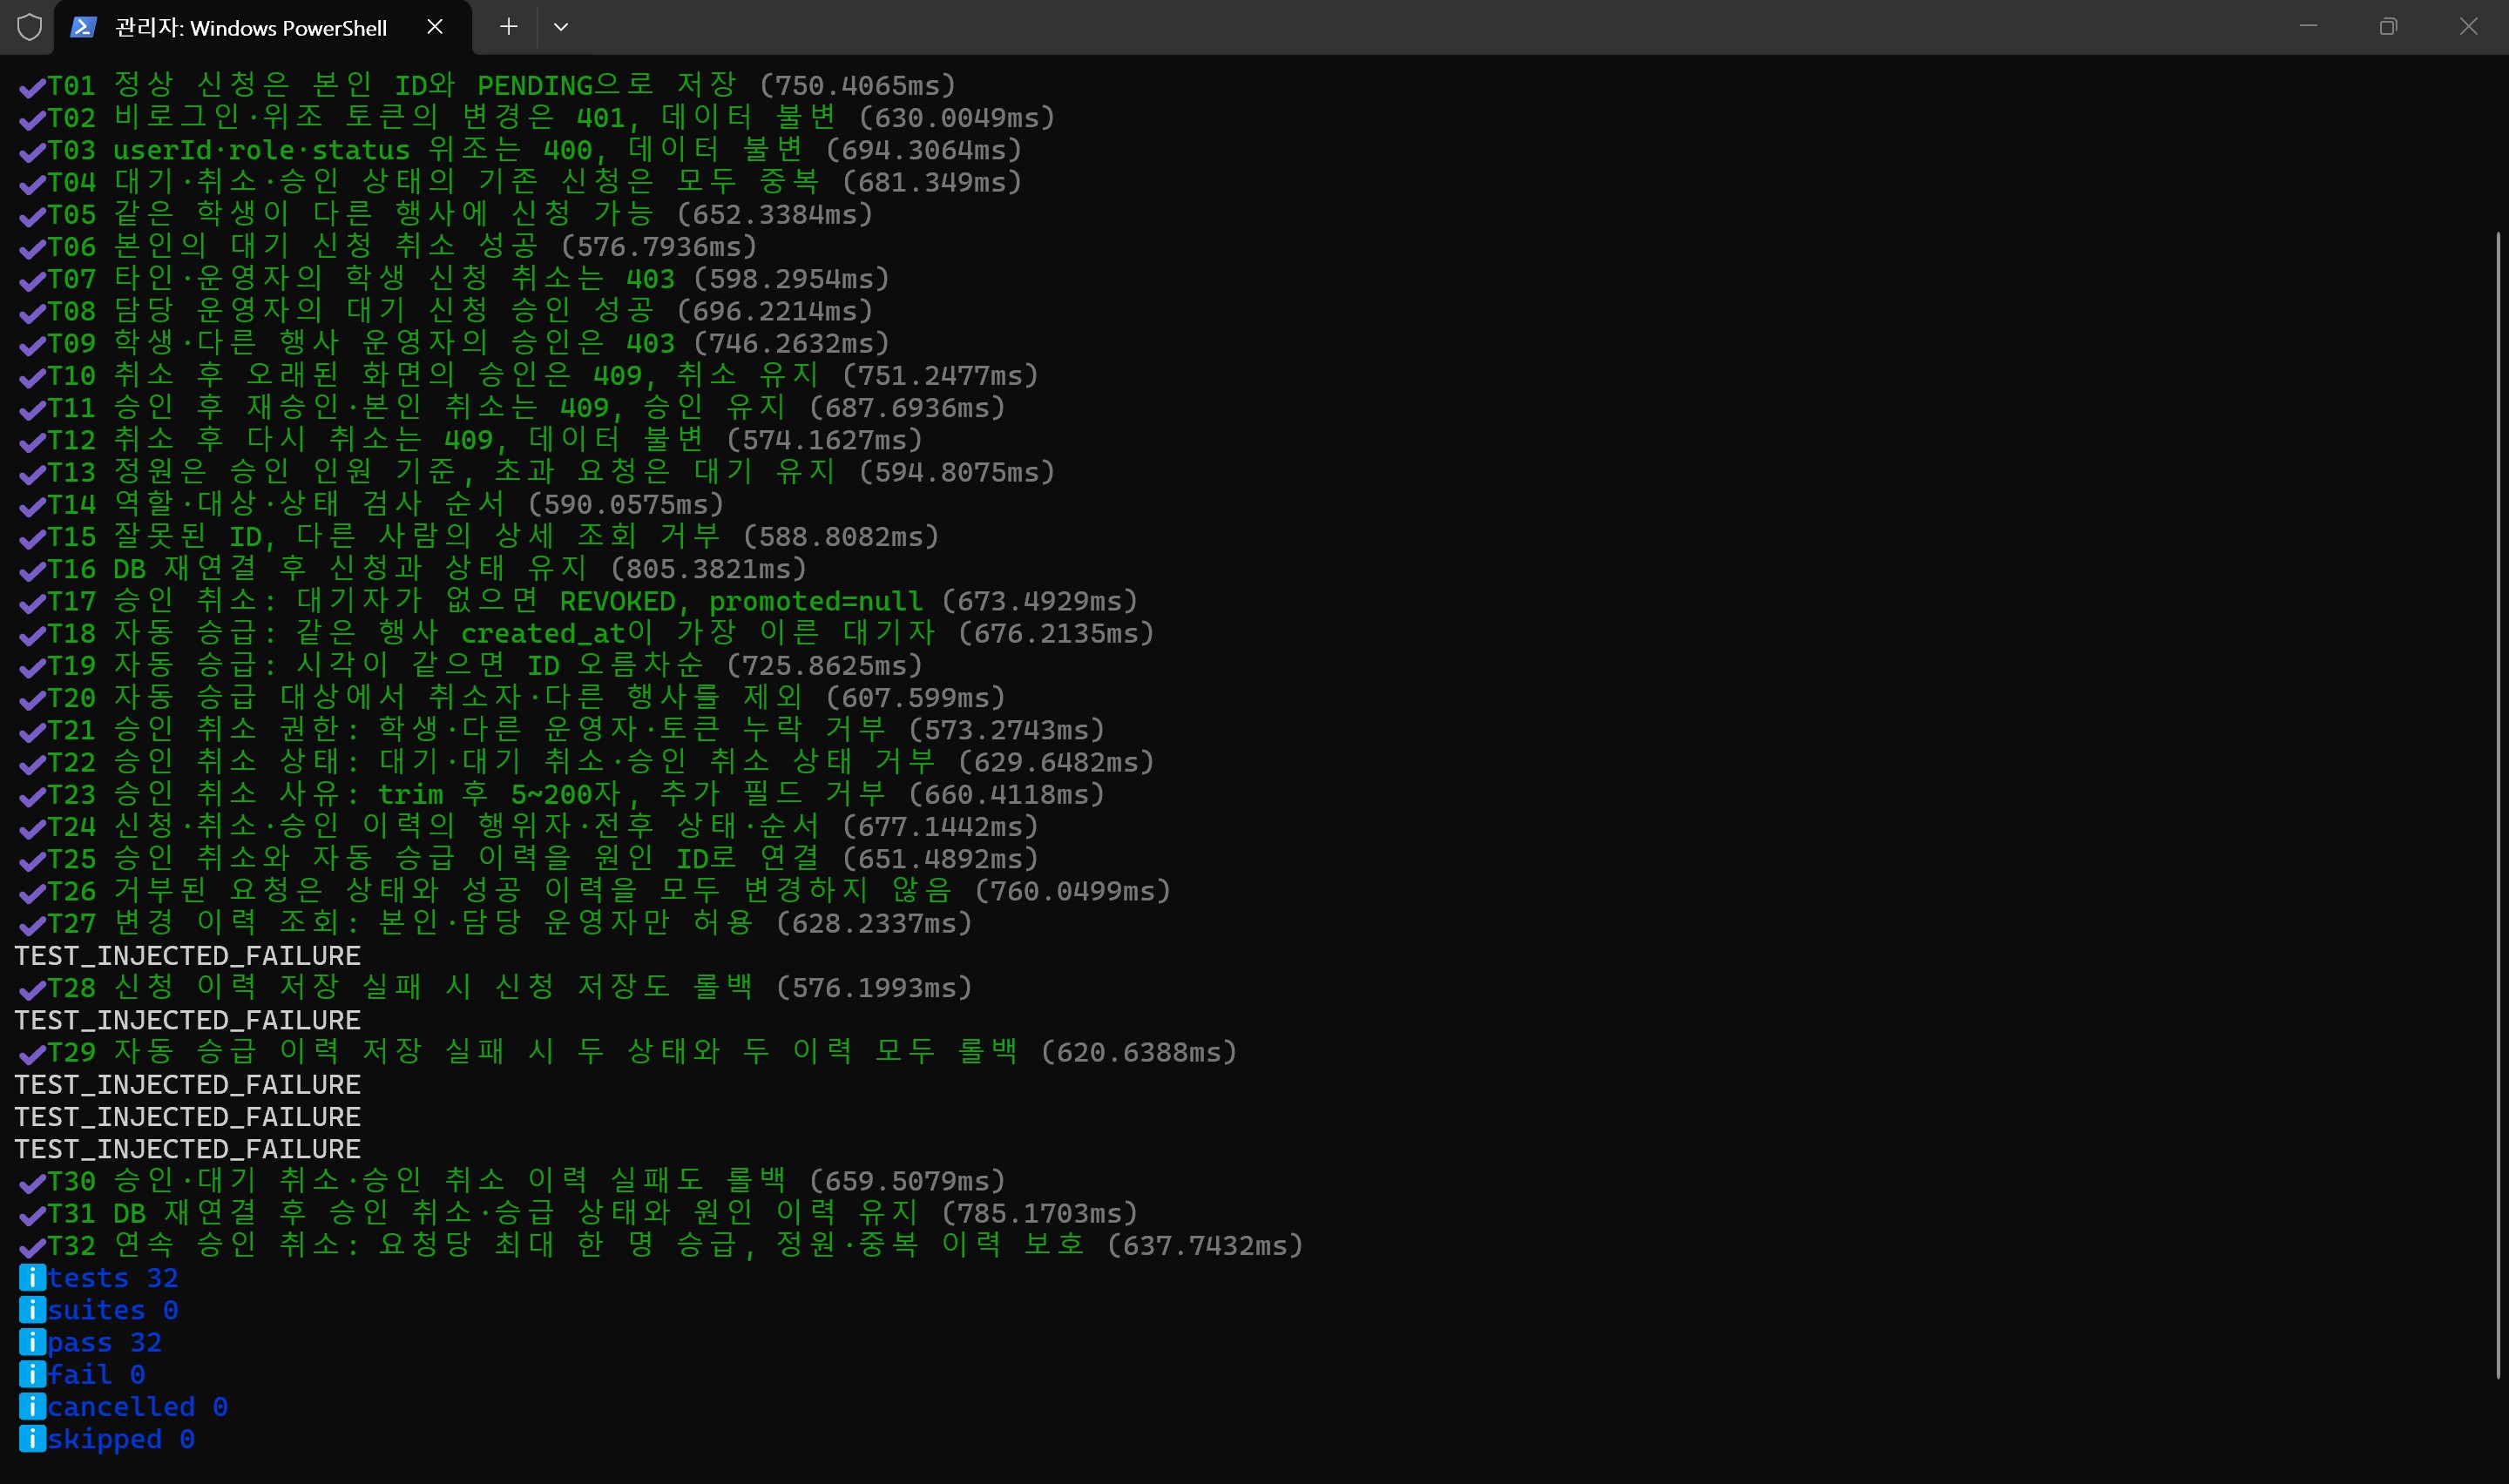 관리자: Windows PowerShell
✔T01 정상 신청은 본인 ID와 PENDING으로 저장 (750.4065ms)
✔T02 비로그인·위조 토큰의 변경은 401, 데이터 불변 (630.0049ms)
✔T03 userId·role·status 위조는 400, 데이터 불변 (694.3064ms)
✔T04 대기·취소·승인 상태의 기존 신청은 모두 중복 (681.349ms)
✔T05 같은 학생이 다른 행사에 신청 가능 (652.3384ms)
✔T06 본인의 대기 신청 취소 성공 (576.7936ms)
✔T07 타인·운영자의 학생 신청 취소는 403 (598.2954ms)
✔T08 담당 운영자의 대기 신청 승인 성공 (696.2214ms)
✔T09 학생·다른 행사 운영자의 승인은 403 (746.2632ms)
✔T10 취소 후 오래된 화면의 승인은 409, 취소 유지 (751.2477ms)
✔T11 승인 후 재승인·본인 취소는 409, 승인 유지 (687.6936ms)
✔T12 취소 후 다시 취소는 409, 데이터 불변 (574.1627ms)
✔T13 정원은 승인 인원 기준, 초과 요청은 대기 유지 (594.8075ms)
✔T14 역할·대상·상태 검사 순서 (590.0575ms)
✔T15 잘못된 ID, 다른 사람의 상세 조회 거부 (588.8082ms)
✔T16 DB 재연결 후 신청과 상태 유지 (805.3821ms)
✔T17 승인 취소: 대기자가 없으면 REVOKED, promoted=null (673.4929ms)
✔T18 자동 승급: 같은 행사 created_at이 가장 이른 대기자 (676.2135ms)
✔T19 자동 승급: 시각이 같으면 ID 오름차순 (725.8625ms)
✔T20 자동 승급 대상에서 취소자·다른 행사를 제외 (607.599ms)
✔T21 승인 취소 권한: 학생·다른 운영자·토큰 누락 거부 (573.2743ms)
✔T22 승인 취소 상태: 대기·대기 취소·승인 취소 상태 거부 (629.6482ms)
✔T23 승인 취소 사유: trim 후 5~200자, 추가 필드 거부 (660.4118ms)
✔T24 신청·취소·승인 이력의 행위자·전후 상태·순서 (677.1442ms)
✔T25 승인 취소와 자동 승급 이력을 원인 ID로 연결 (651.4892ms)
✔T26 거부된 요청은 상태와 성공 이력을 모두 변경하지 않음 (760.0499ms)
✔T27 변경 이력 조회: 본인·담당 운영자만 허용 (628.2337ms)
TEST_INJECTED_FAILURE
✔T28 신청 이력 저장 실패 시 신청 저장도 롤백 (576.1993ms)
TEST_INJECTED_FAILURE
✔T29 자동 승급 이력 저장 실패 시 두 상태와 두 이력 모두 롤백 (620.6388ms)
TEST_INJECTED_FAILURE
TEST_INJECTED_FAILURE
TEST_INJECTED_FAILURE
✔T30 승인·대기 취소·승인 취소 이력 실패도 롤백 (659.5079ms)
✔T31 DB 재연결 후 승인 취소·승급 상태와 원인 이력 유지 (785.1703ms)
✔T32 연속 승인 취소: 요청당 최대 한 명 승급, 정원·중복 이력 보호 (637.7432ms)
ℹtests 32
ℹsuites 0
ℹpass 32
ℹfail 0
ℹcancelled 0
ℹskipped 0